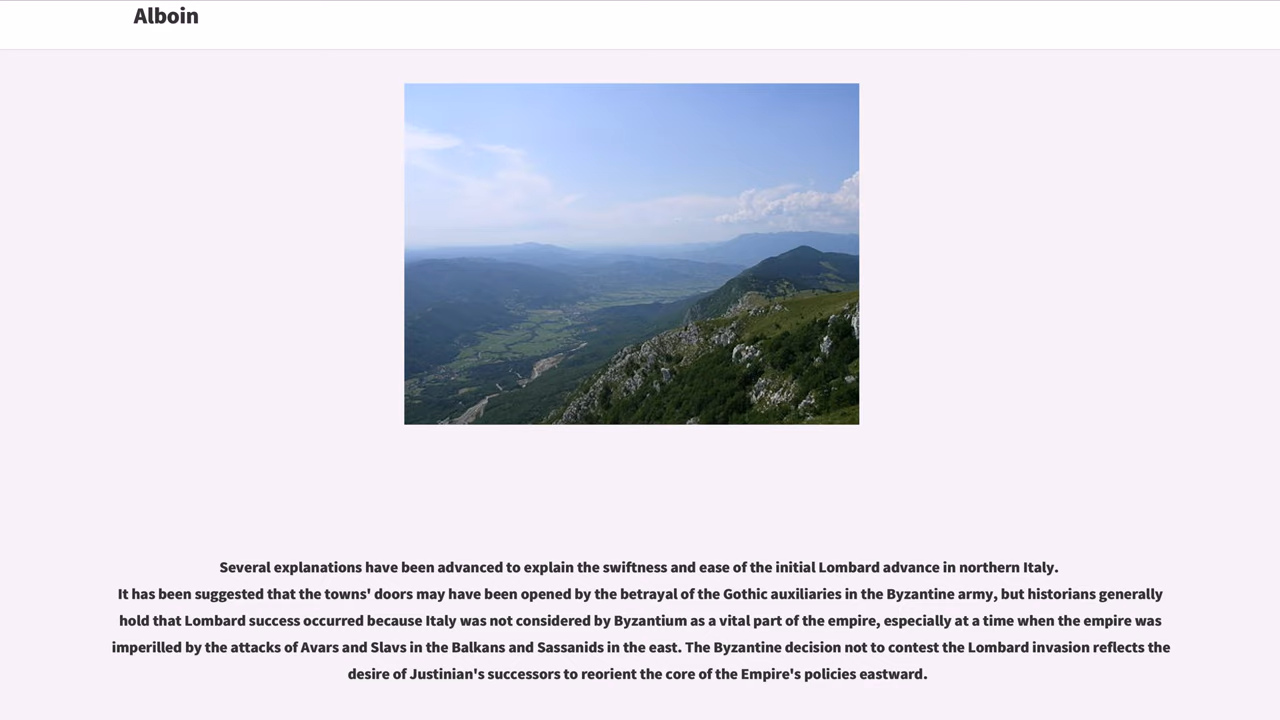 Alboin
Several explanations have been advanced to explain the swiftness and ease of the initial Lombard advance in northern Italy.
It has been suggested that the towns' doors may have been opened by the betrayal of the Gothic auxiliaries in the Byzantine army, but historians generally
hold that Lombard success occurred because Italy was not considered by Byzantium as a vital part of the empire, especially at a time when the empire was
imperilled by the attacks of Avars and Slavs in the Balkans and Sassanids in the east. The Byzantine decision not to contest the Lombard invasion reflects the
desire of Justinian's successors to reorient the core of the Empire's policies eastward.